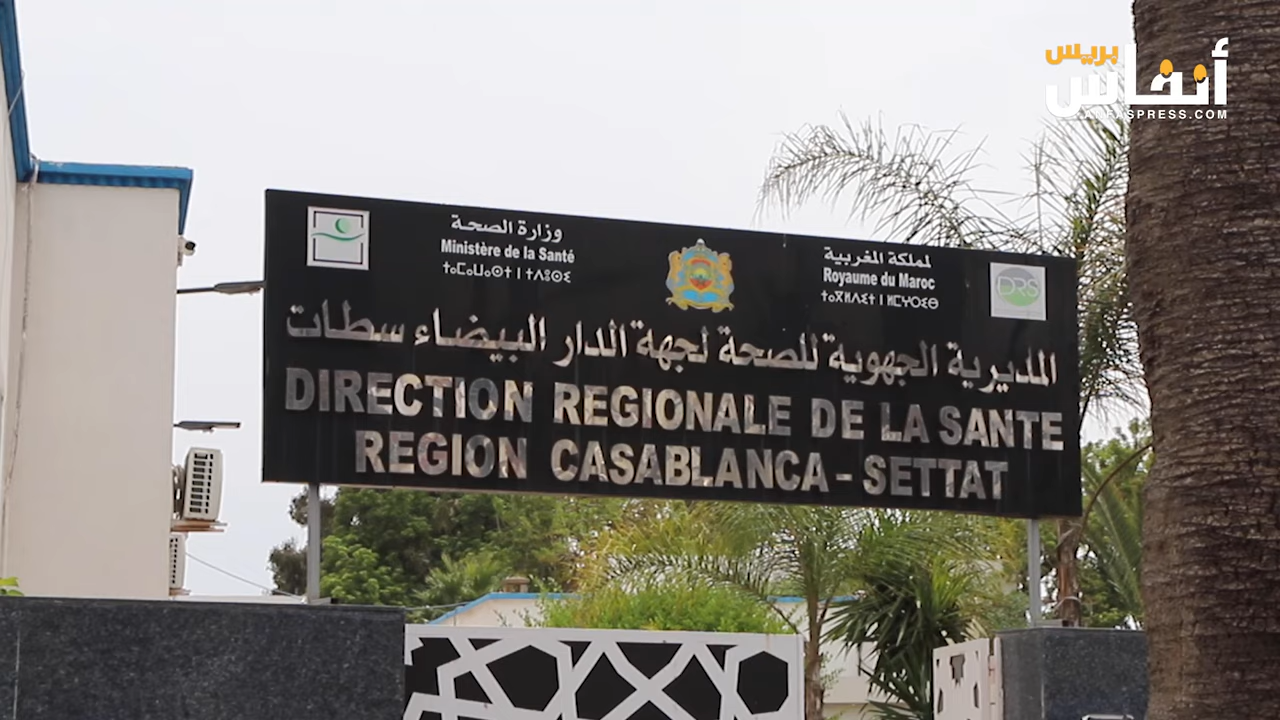 بريس
أنفاس
ANFASPRESS.COM
وزارة الصحة
Ministère de la Santé
ⵜⴰⵎⴰⵡⴰⵙⵜ ⵏ ⵜⴷⵓⵙⵉ
لمملكة المغربية
Royaume du Maroc
ⵜⴰⴳⵍⴷⵉⵜ ⵏ ⵍⵎⵖⵔⵉⴱ
DRS
المديرية الجهوية للصحة لجهة الدار البيضاء سطات
DIRECTION REGIONALE DE LA SANTE
REGION CASABLANCA - SETTAT